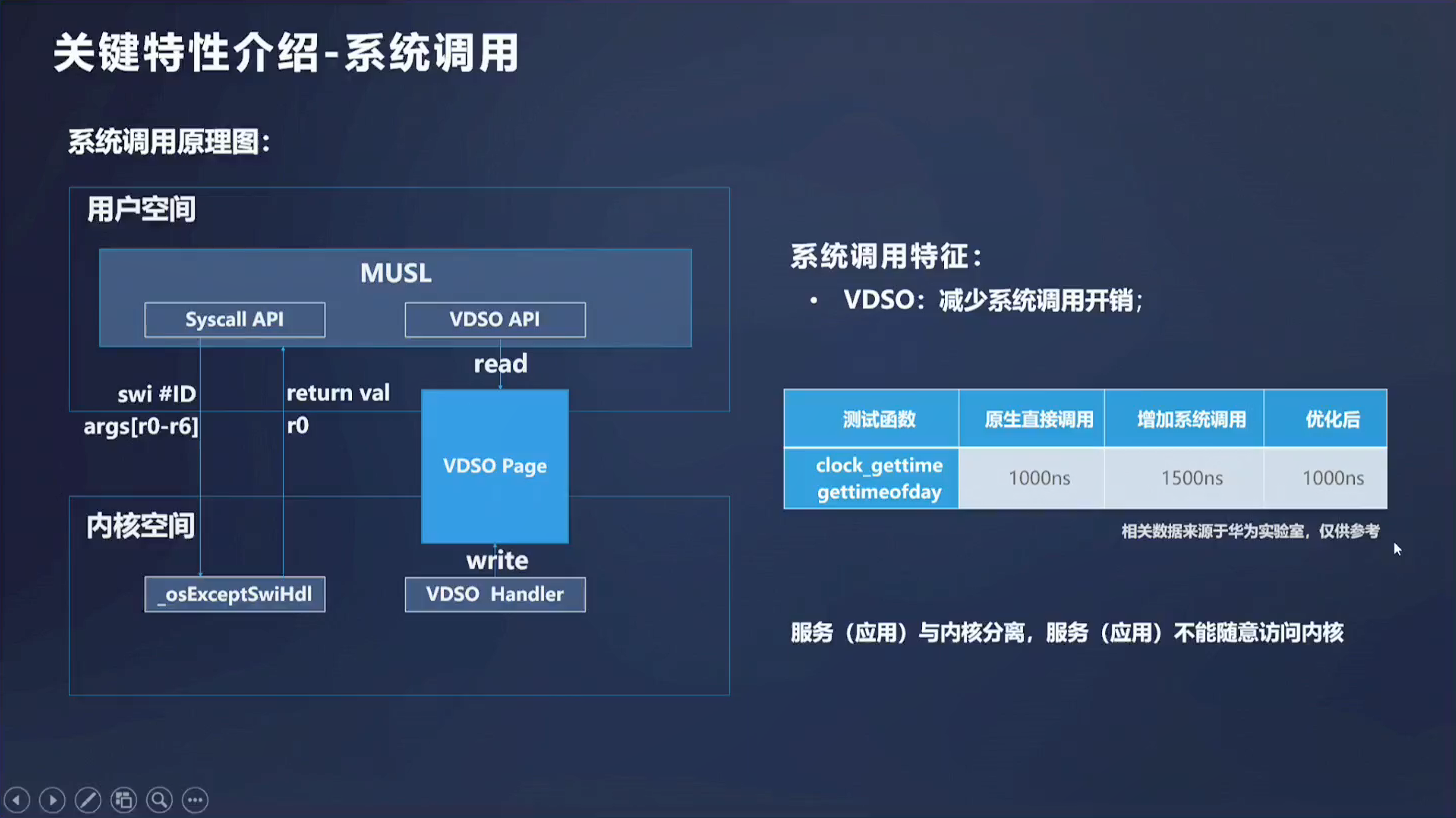 关键特性介绍-系统调用
系统调用原理图：
用户空间
MUSL
Syscall API
VDSO API
read
swi #ID
args[r0-r6]
return val
r0
VDSO Page
内核空间
write
_osExceptSwiHdl
VDSO Handler
系统调用特征：
• VDSO：减少系统调用开销；
测试函数 原生直接调用 增加系统调用 优化后
clock_gettime
gettimeofday
1000ns 1500ns 1000ns
相关数据来源于华为实验室，仅供参考
服务（应用）与内核分离，服务（应用）不能随意访问内核